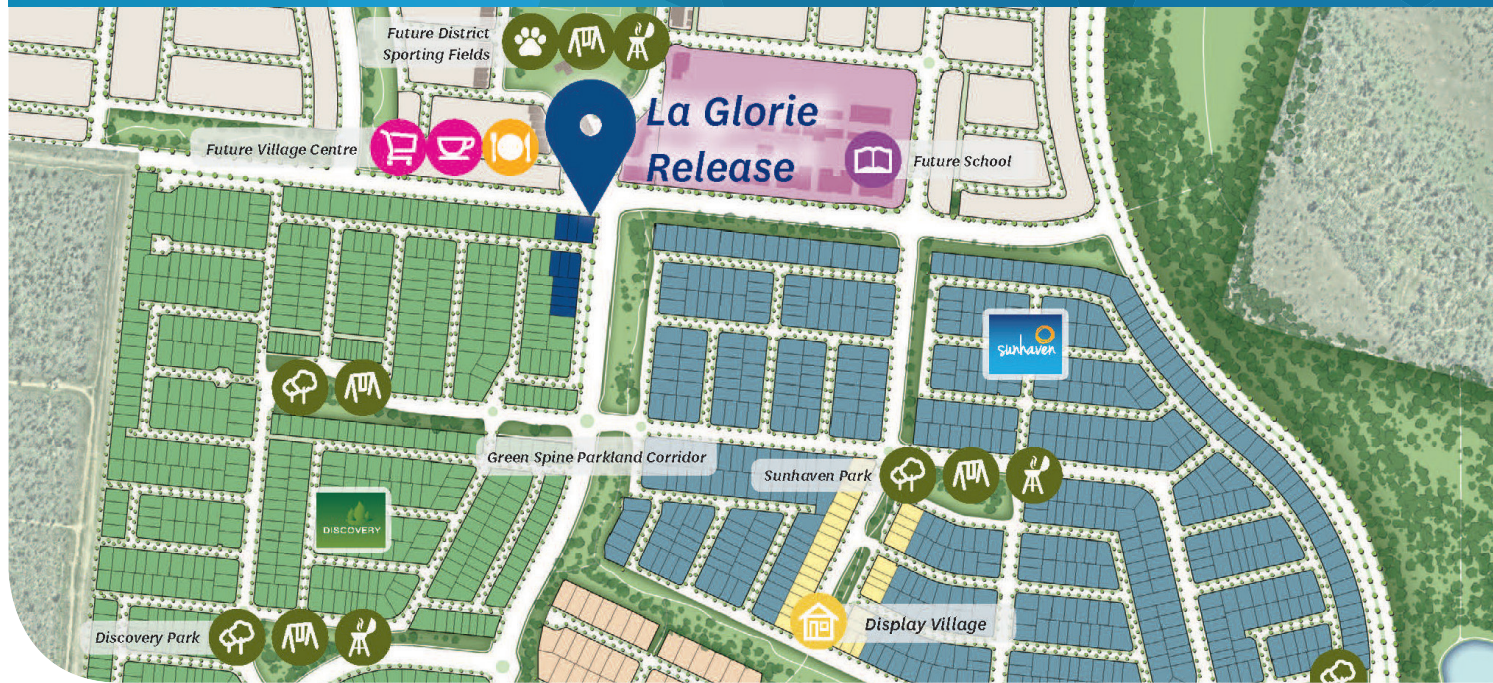 Future District
Sporting Fields
La Glorie
Release
Future Village Centre
Future School
sunhaven
Green Spine Parkland Corridor
Sunhaven Park
DISCOVERY
Discovery Park
Display Village